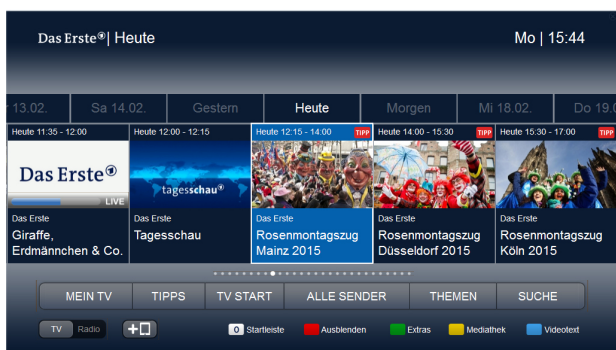 Das Erste | Heute
Mo | 15:44
13.02. Sa 14.02. Gestern Heute Morgen Mi 18.02. Do 19.0
Heute 11:35 - 12:00
Das Erste
LIVE
Das Erste
Giraffe,
Erdmännchen & Co.
Heute 12:00 - 12:15
tagesschau
Das Erste
Tagesschau
Heute 12:15 - 14:00 TIPP
Das Erste
Rosenmontagszug
Mainz 2015
Heute 14:00 - 15:30 TIPP
Das Erste
Rosenmontagszug
Düsseldorf 2015
Heute 15:30 - 17:00 TIPP
Das Erste
Rosenmontagszug
Köln 2015
MEIN TV TIPPS TV START ALLE SENDER THEMEN SUCHE
TV Radio + 0 Startleiste Ausblenden Extras Mediathek Videotext